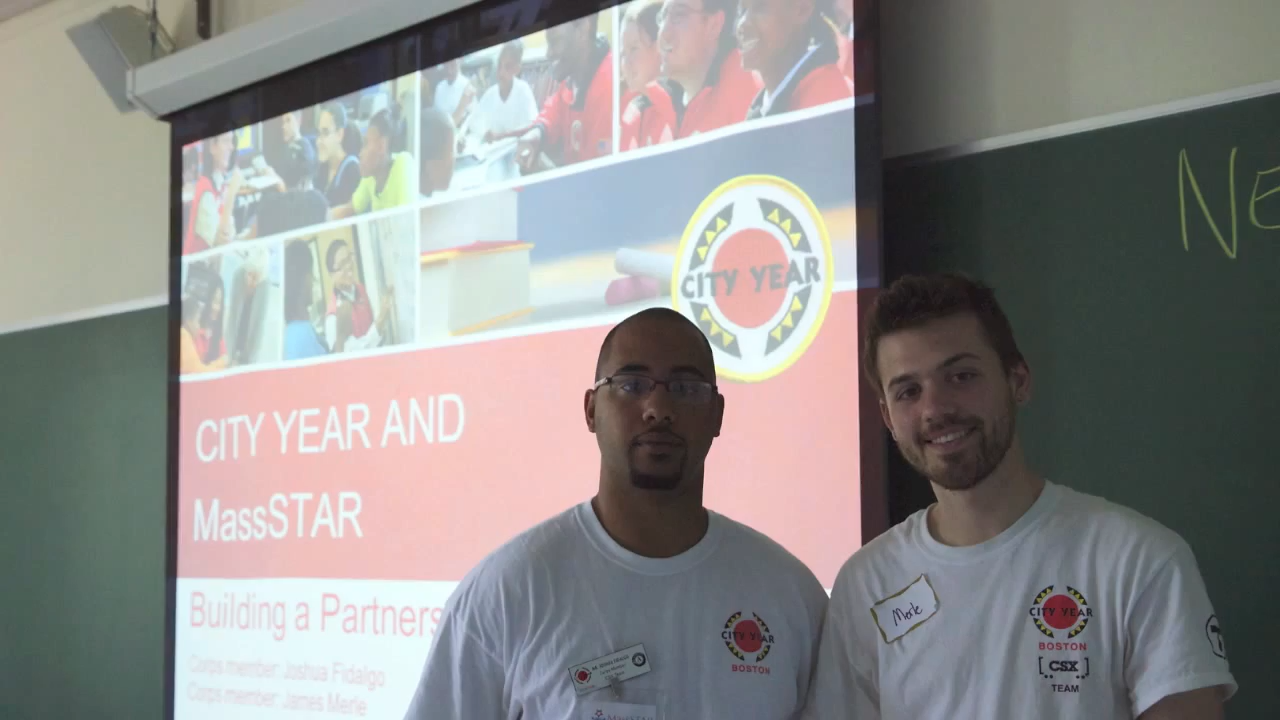 CITY YEAR
NE
CITY YEAR AND
MassSTAR
Building a Partners
Corps member: Joshua Fidalgo
Corps member: James Merle
Merle
CITY YEAR
BOSTON
CITY YEAR
BOSTON
CSX
TEAM